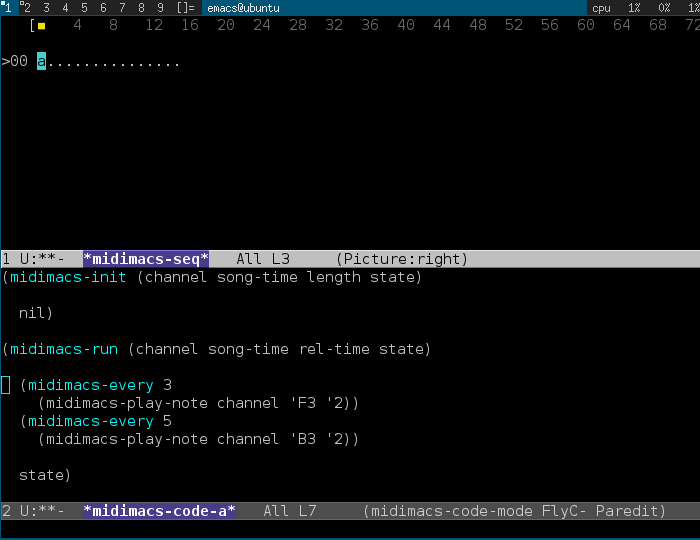 1 2 3 4 5 6 7 8 9 []= emacs@ubuntu cpu 1% 0% 1%
[ 4 8 12 16 20 24 28 32 36 40 44 48 52 56 60 64 68 72
>00 a...............
1 U:**- *midimacs-seq* All L3 (Picture:right)
(midimacs-init (channel song-time length state)
nil)
(midimacs-run (channel song-time rel-time state)
(midimacs-every 3
(midimacs-play-note channel 'F3 '2))
(midimacs-every 5
(midimacs-play-note channel 'B3 '2))
state)
2 U:**- *midimacs-code-a* All L7 (midimacs-code-mode FlyC- Paredit)